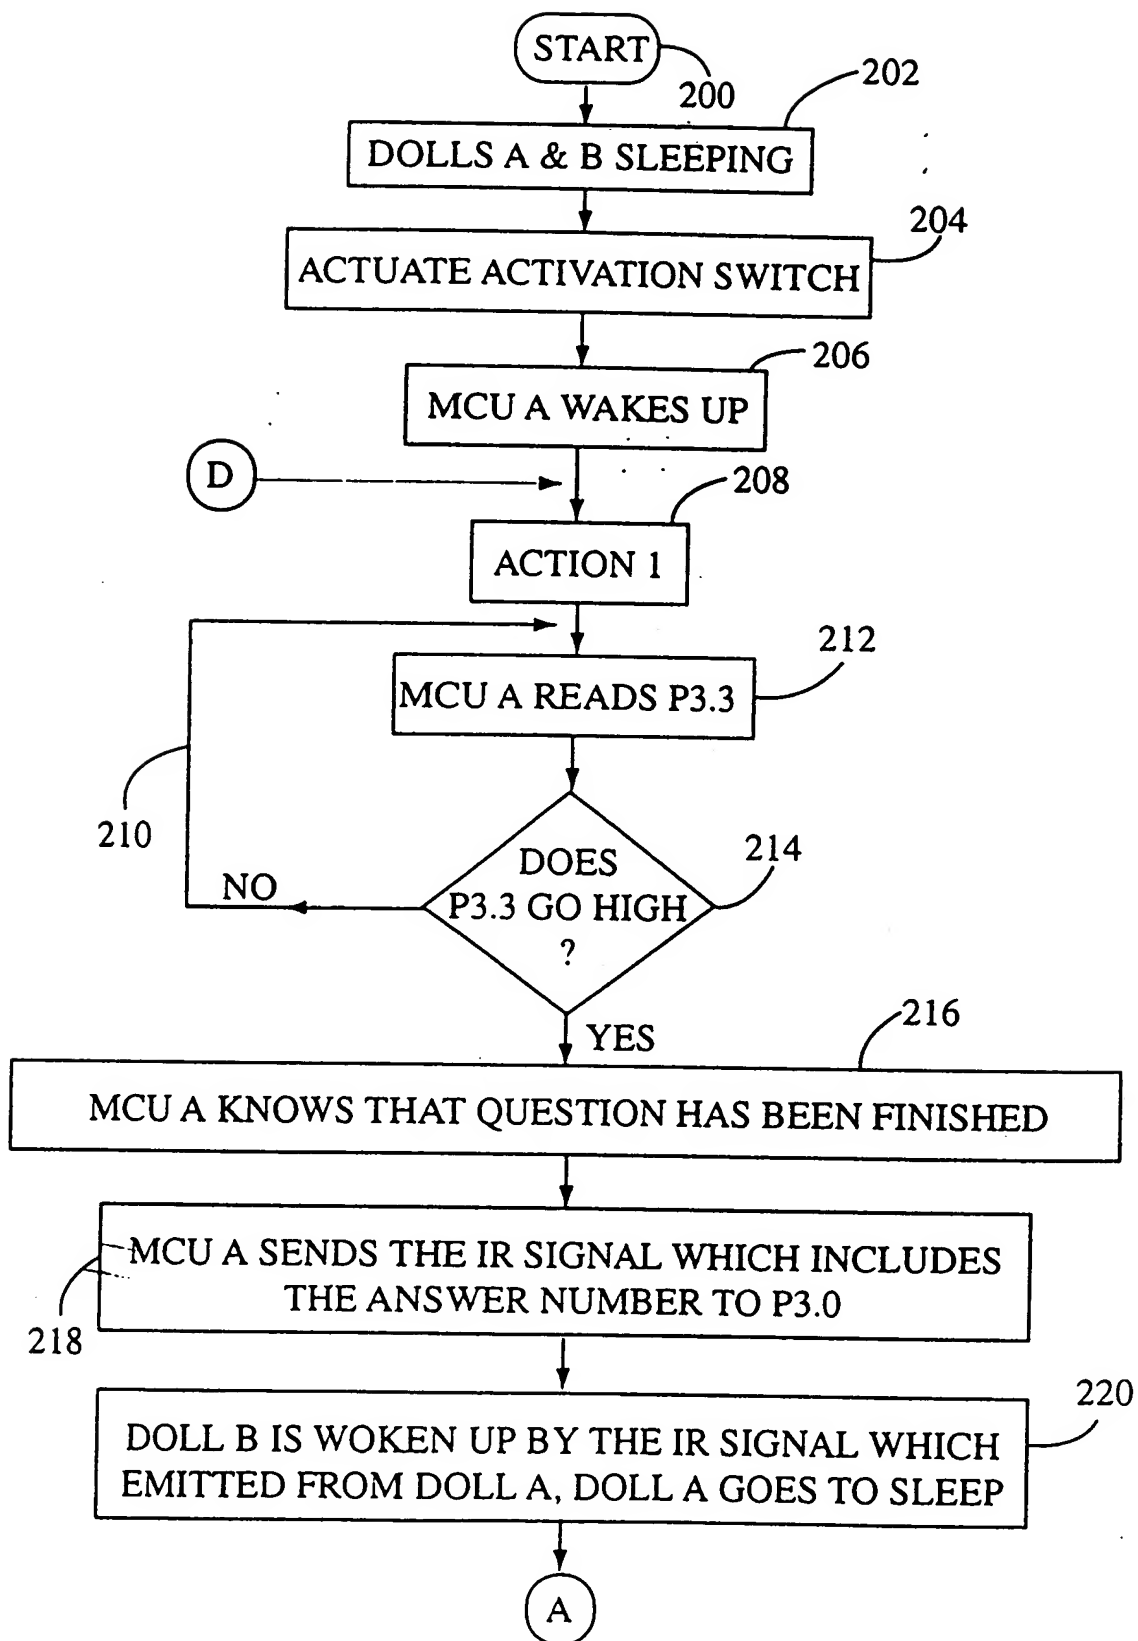 START
200
202
DOLLS A & B SLEEPING
204
ACTUATE ACTIVATION SWITCH
206
MCU A WAKES UP
D
208
ACTION 1
212
MCU A READS P3.3
210
214
DOES
P3.3 GO HIGH
?
NO
YES
216
MCU A KNOWS THAT QUESTION HAS BEEN FINISHED
MCU A SENDS THE IR SIGNAL WHICH INCLUDES
THE ANSWER NUMBER TO P3.0
218
220
DOLL B IS WOKEN UP BY THE IR SIGNAL WHICH
EMITTED FROM DOLL A, DOLL A GOES TO SLEEP
A